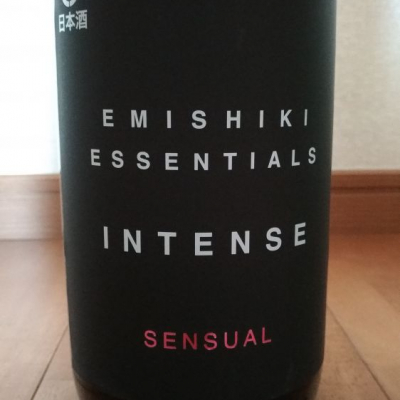 日本酒
EMISHIKI
ESSENTIALS
INTENSE
SENSUAL